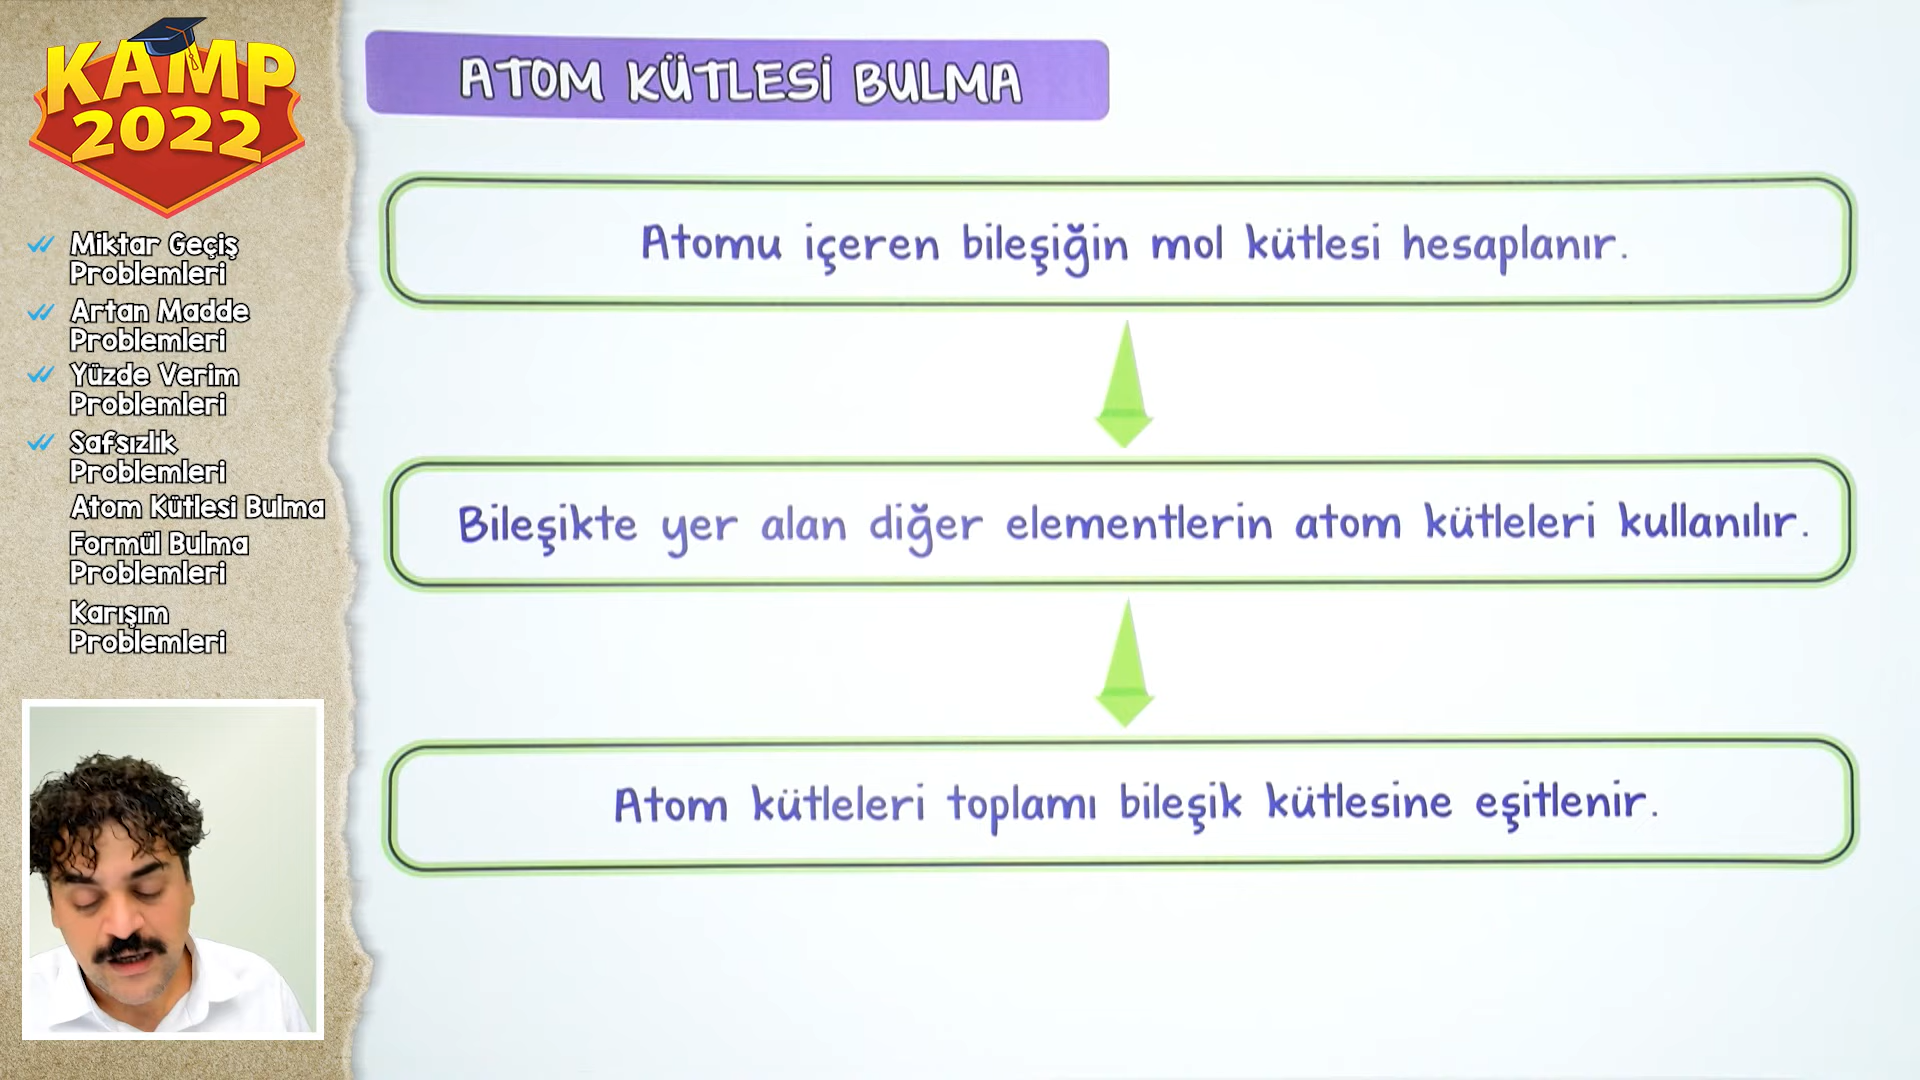 KAMP
2022
Miktar Geçiş
Problemleri
Artan Madde
Problemleri
Yüzde Verim
Problemleri
Safsızlık
Problemleri
Atom Kütlesi Bulma
Formül Bulma
Problemleri
Karışım
Problemleri
ATOM KÜTLESİ BULMA
Atomu içeren bileşiğin mol kütlesi hesaplanır.
Bileşikte yer alan diğer elementlerin atom kütleleri kullanılır.
Atom kütleleri toplamı bileşik kütlesine eşitlenir.